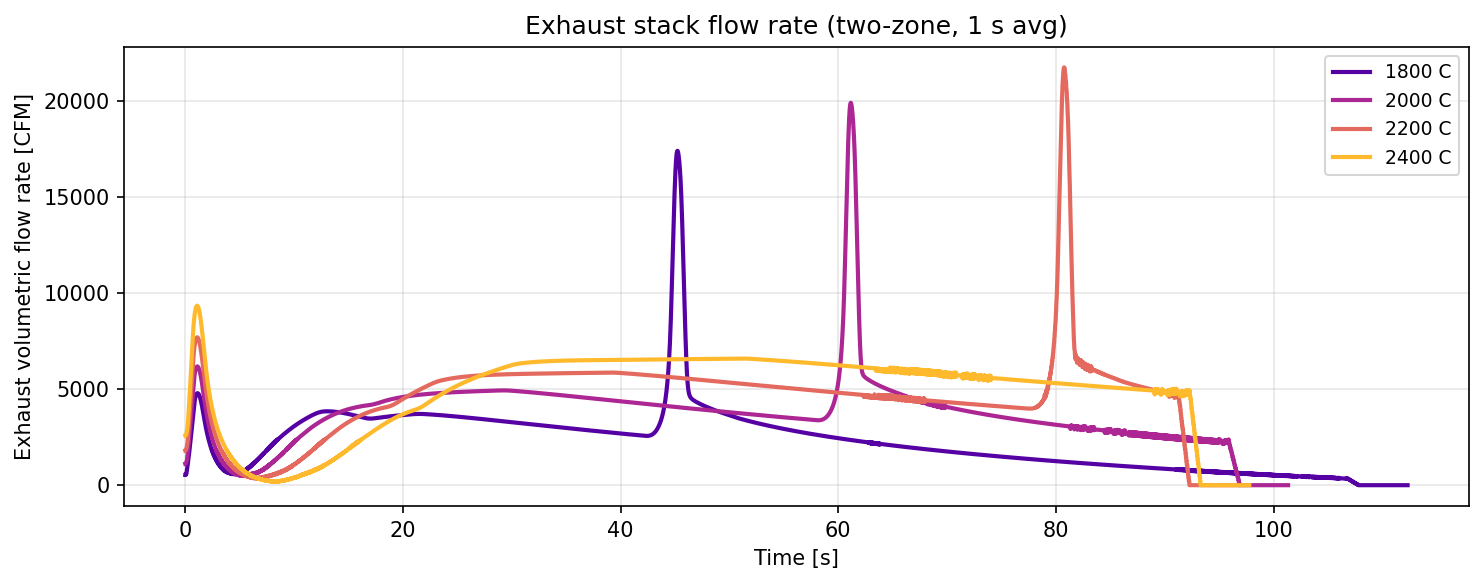 Exhaust stack flow rate (two-zone, 1 s avg)
Exhaust volumetric flow rate [CFM]
20000
15000
10000
5000
0
1800 C
2000 C
2200 C
2400 C
0 20 40 60 80 100
Time [s]